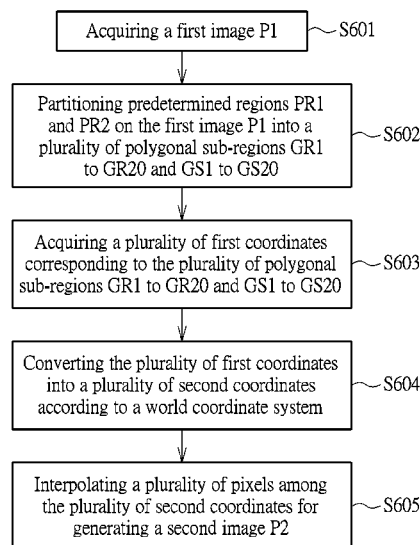 Acquiring a first image P1
S601
Partitioning predetermined regions PR1
and PR2 on the first image P1 into a
plurality of polygonal sub-regions GR1
to GR20 and GS1 to GS20
S602
Acquiring a plurality of first coordinates
corresponding to the plurality of polygonal
sub-regions GR1 to GR20 and GS1 to GS20
S603
Converting the plurality of first coordinates
into a plurality of second coordinates
according to a world coordinate system
S604
Interpolating a plurality of pixels among
the plurality of second coordinates for
generating a second image P2
S605